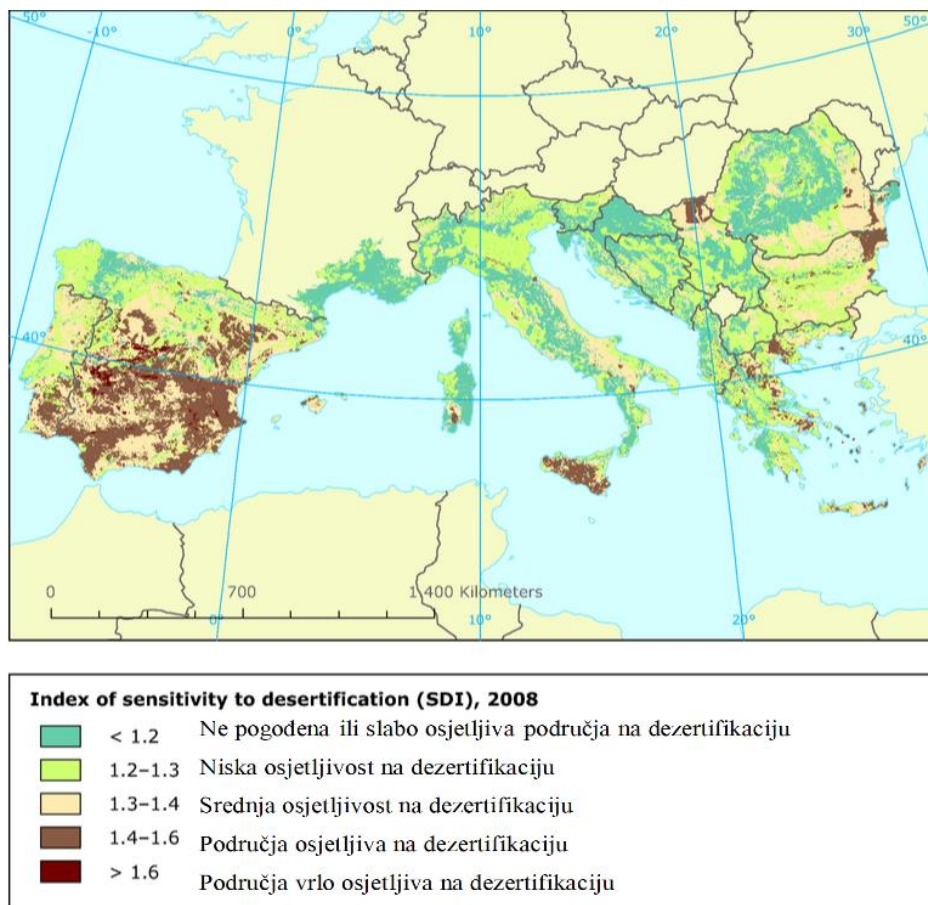 50°
-10°
0°
10°
20°
30°
50°
40°
40°
0 700 1 400 Kilometers
0°
10°
20°
Index of sensitivity to desertification (SDI), 2008
< 1.2 Ne pogođena ili slabo osjetljiva područja na dezertifikaciju
1.2–1.3 Niska osjetljivost na dezertifikaciju
1.3–1.4 Srednja osjetljivost na dezertifikaciju
1.4–1.6 Područja osjetljiva na dezertifikaciju
> 1.6 Područja vrlo osjetljiva na dezertifikaciju